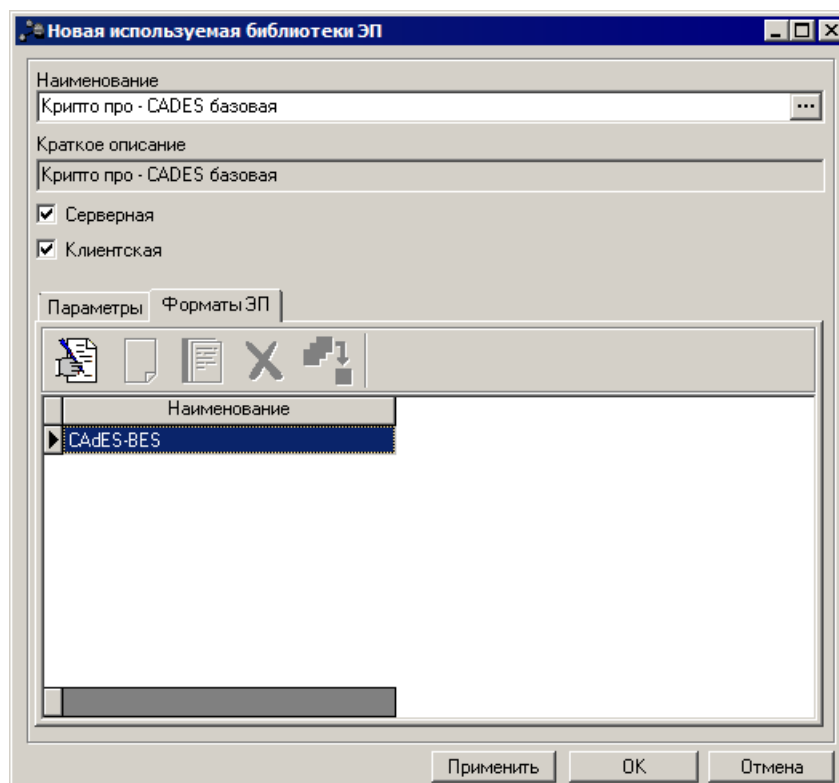 Новая используемая библиотеки ЭП
Наименование
Крипто про - CADES базовая
Краткое описание
Крипто про - CADES базовая
Серверная
Клиентская
Параметры Форматы ЭП
Наименование
CAdES-BES
Применить OK Отмена